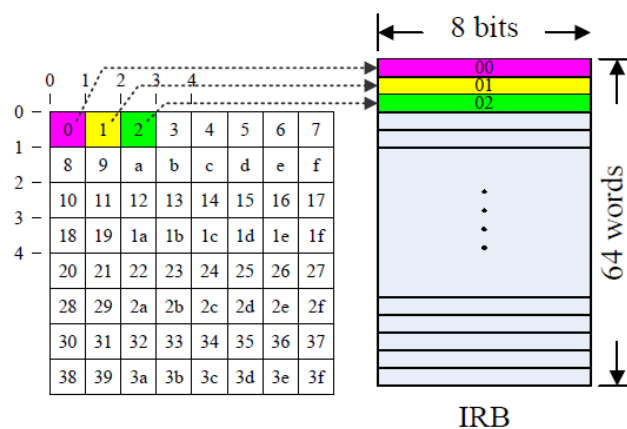 8 bits
00
01
02
0 1 2 3 4
0
1
2
3
4
0 1 2 3 4 5 6 7
8 9 a b c d e f
10 11 12 13 14 15 16 17
18 19 1a 1b 1c 1d 1e 1f
20 21 22 23 24 25 26 27
28 29 2a 2b 2c 2d 2e 2f
30 31 32 33 34 35 36 37
38 39 3a 3b 3c 3d 3e 3f
64 words
IRB